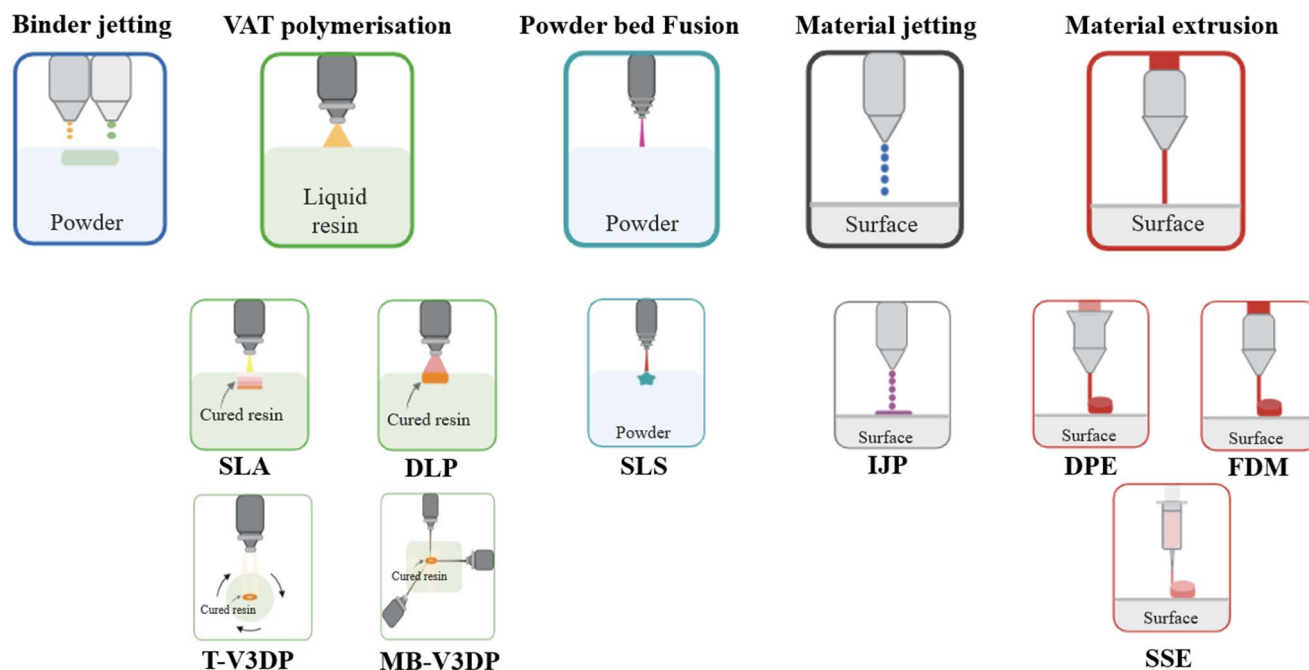 Binder jetting
VAT polymerisation
Powder bed Fusion
Material jetting
Material extrusion
Powder
Liquid
resin
Powder
Surface
Surface
Cured resin
SLA
Cured resin
DLP
Powder
SLS
Surface
IJP
Surface
DPE
Surface
FDM
Cured resin
T-V3DP
Cured resin
MB-V3DP
Surface
SSE